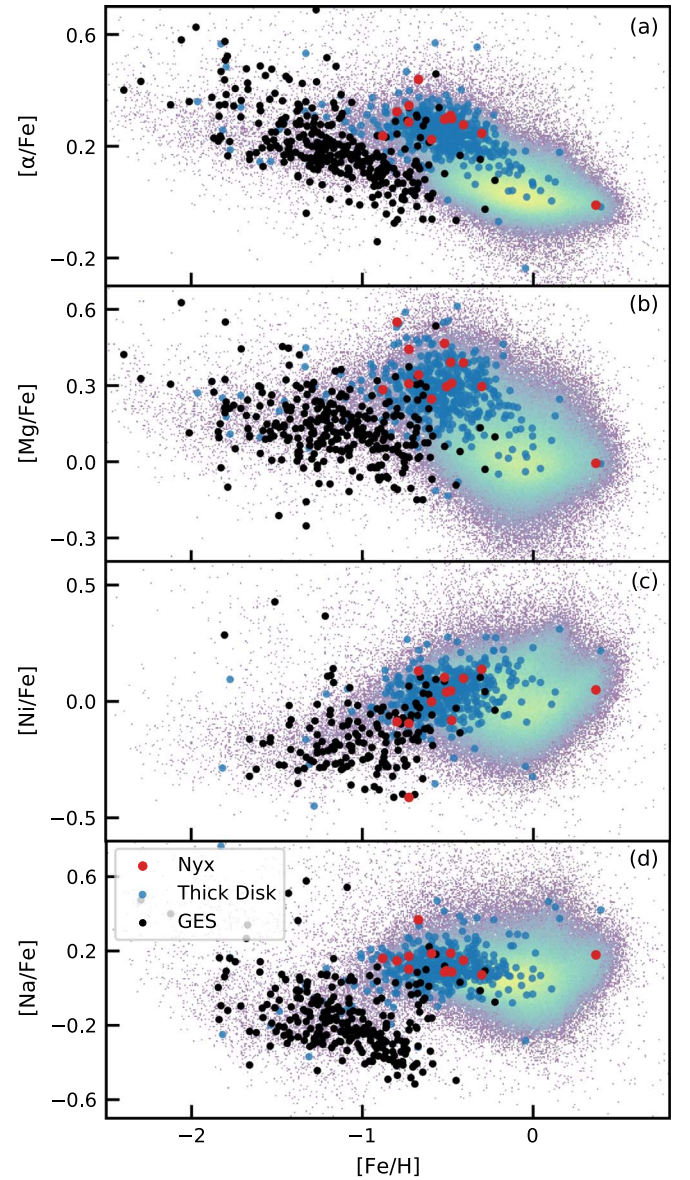 0.6
0.2
−0.2
[α/Fe]
(a)
0.6
0.3
0.0
−0.3
[Mg/Fe]
(b)
0.5
0.0
−0.5
[Ni/Fe]
(c)
0.6
0.2
−0.2
−0.6
[Na/Fe]
(d)
Nyx
Thick Disk
GES
−2
−1
0
[Fe/H]